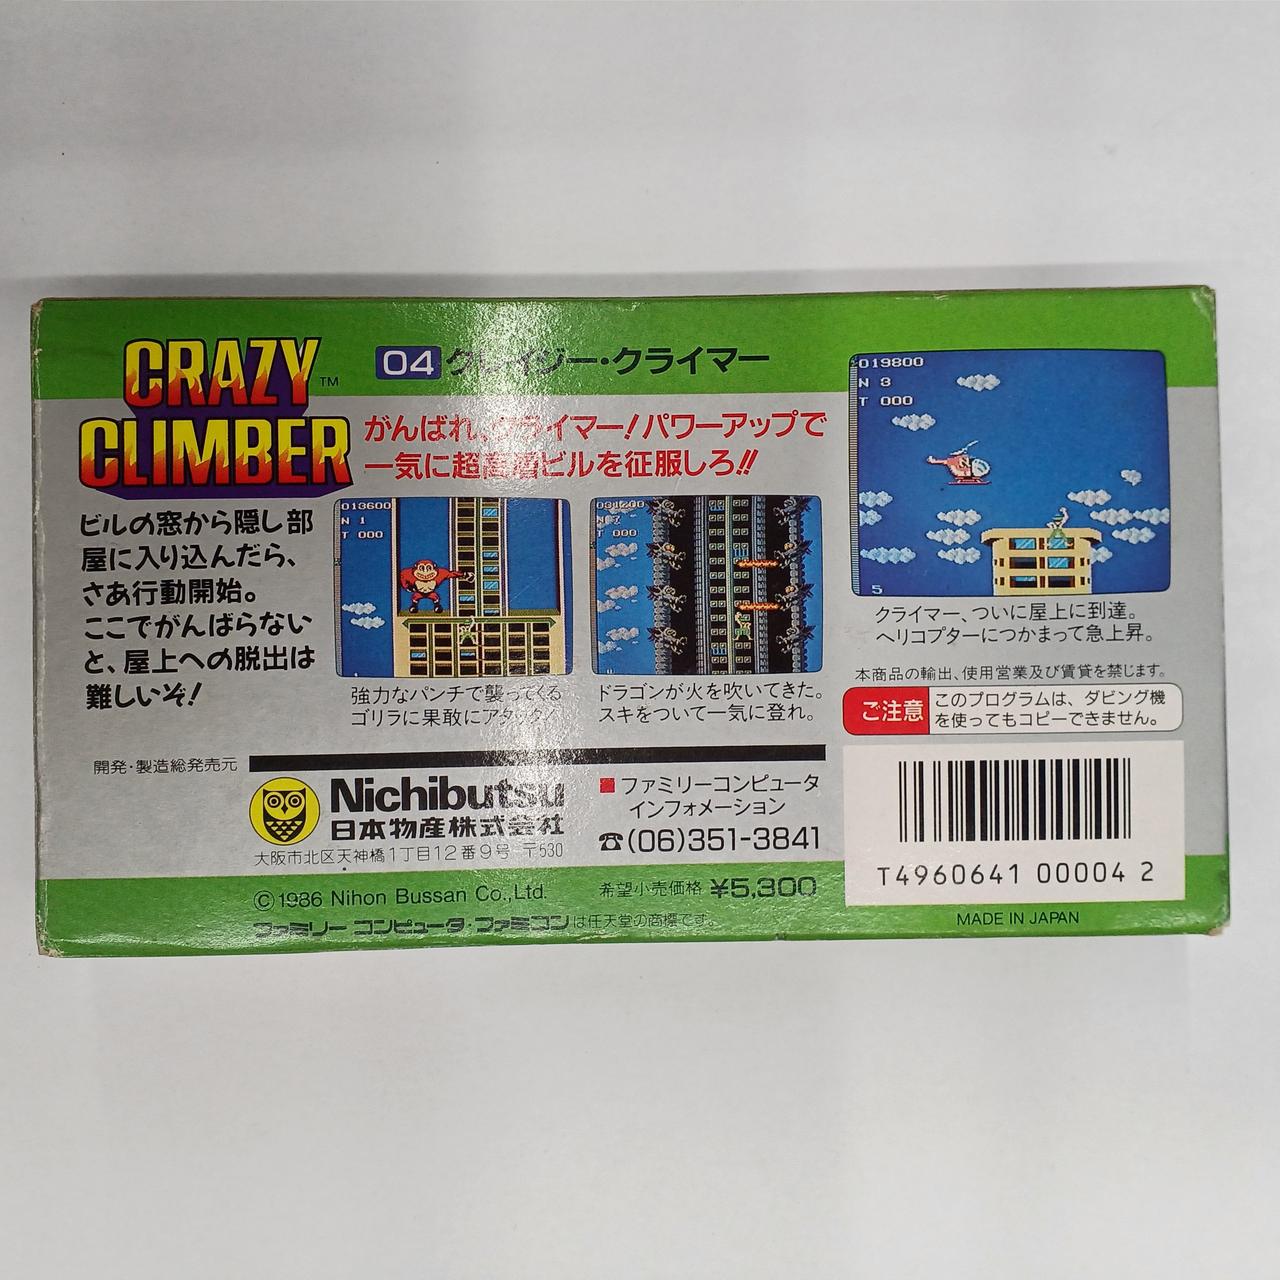 CRAZY
CLIMBER
TM
04 クレイジー・クライマー
がんばれ、クライマー!パワーアップで
一気に超高層ビルを征服しろ!!
ビルの窓から隠し部
屋に入り込んだら、
さあ行動開始。
ここでがんばらない
と、屋上への脱出は
難しいぞ!
013600
N 1
T 000
1
強力なパンチで襲ってくる
ゴリラに果敢にアタック!
T 000
ドラゴンが火を吹いてきた。
スキをついて一気に登れ。
019800
N 3
T 000
5
クライマー、ついに屋上に到達。
ヘリコプターにつかまって急上昇。
本商品の輸出、使用営業及び賃貸を禁じます。
ご注意
このプログラムは、ダビング機
を使ってもコピーできません。
開発・製造総発売元
Nichibutsu
日本物産株式会社
大阪市北区天神橋1丁目12番9号 〒530
■ファミリーコンピュータ
インフォメーション
☎(06)351-3841
©1986 Nihon Bussan Co.,Ltd.
希望小売価格 ¥5,300
ファミリー コンピュータ・ファミコンは任天堂の商標です。
T4960641 00004 2
MADE IN JAPAN